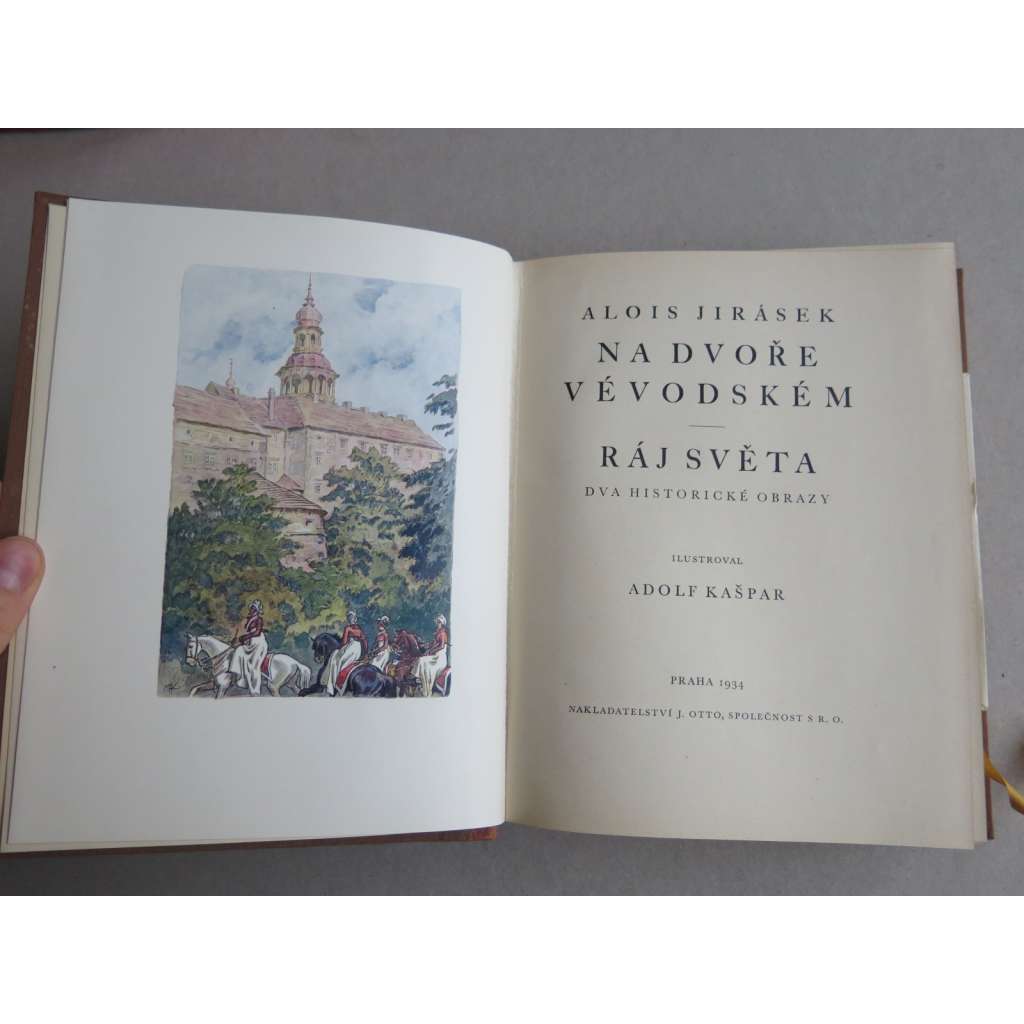 ALOIS JIRÁSEK
NA DVOŘE
VÉVODSKÉM
RÁJ SVĚTA
DVA HISTORICKÉ OBRAZY
ILUSTROVAL
ADOLF KAŠPAR
PRAHA 1934
NAKLADATELSTVÍ J. OTTO, SPOLEČNOST S R. O.